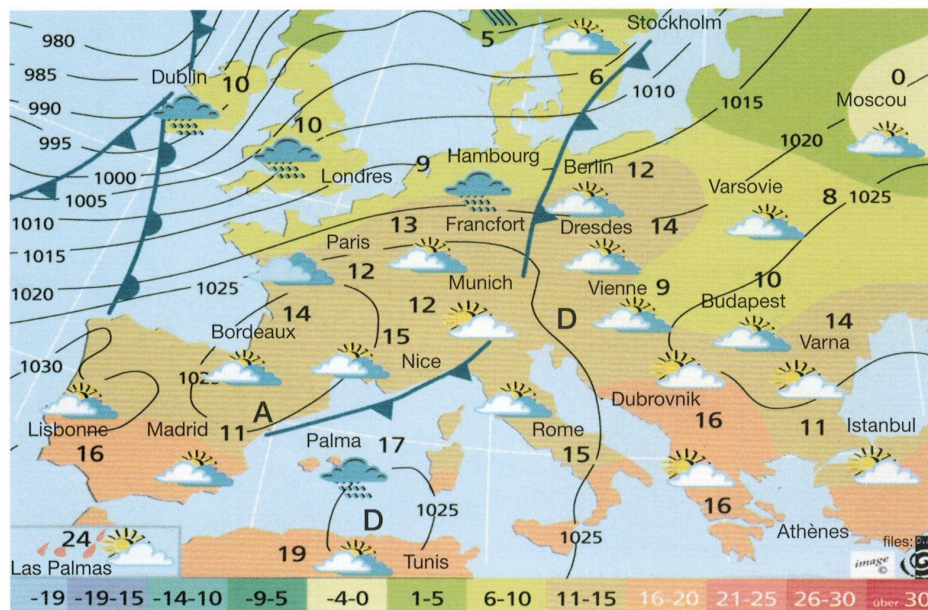 Stockholm
980
5
985
Dublin
10
6
0
990
1010
1015
Moscou
10
995
Hambourg
1020
9
Berlin
12
1000
Londres
Varsovie
1005
8
1025
1010
Francfort
13
Dresdes
14
1015
Paris
1025
12
Munich
Vienne
9
10
1020
Budapest
14
12
D
14
Bordeaux
15
Varna
Nice
1030
1025
Dubrovnik
A
Lisbonne
Madrid
11
Rome
16
11
Istanbul
16
Palma
17
15
1025
16
D
Athènes
1025
24
19
files:
Las Palmas
Tunis
image
©
-19
-19-15
-14-10
-9-5
-4-0
1-5
6-10
11-15
16-20
21-25
26-30
über 30